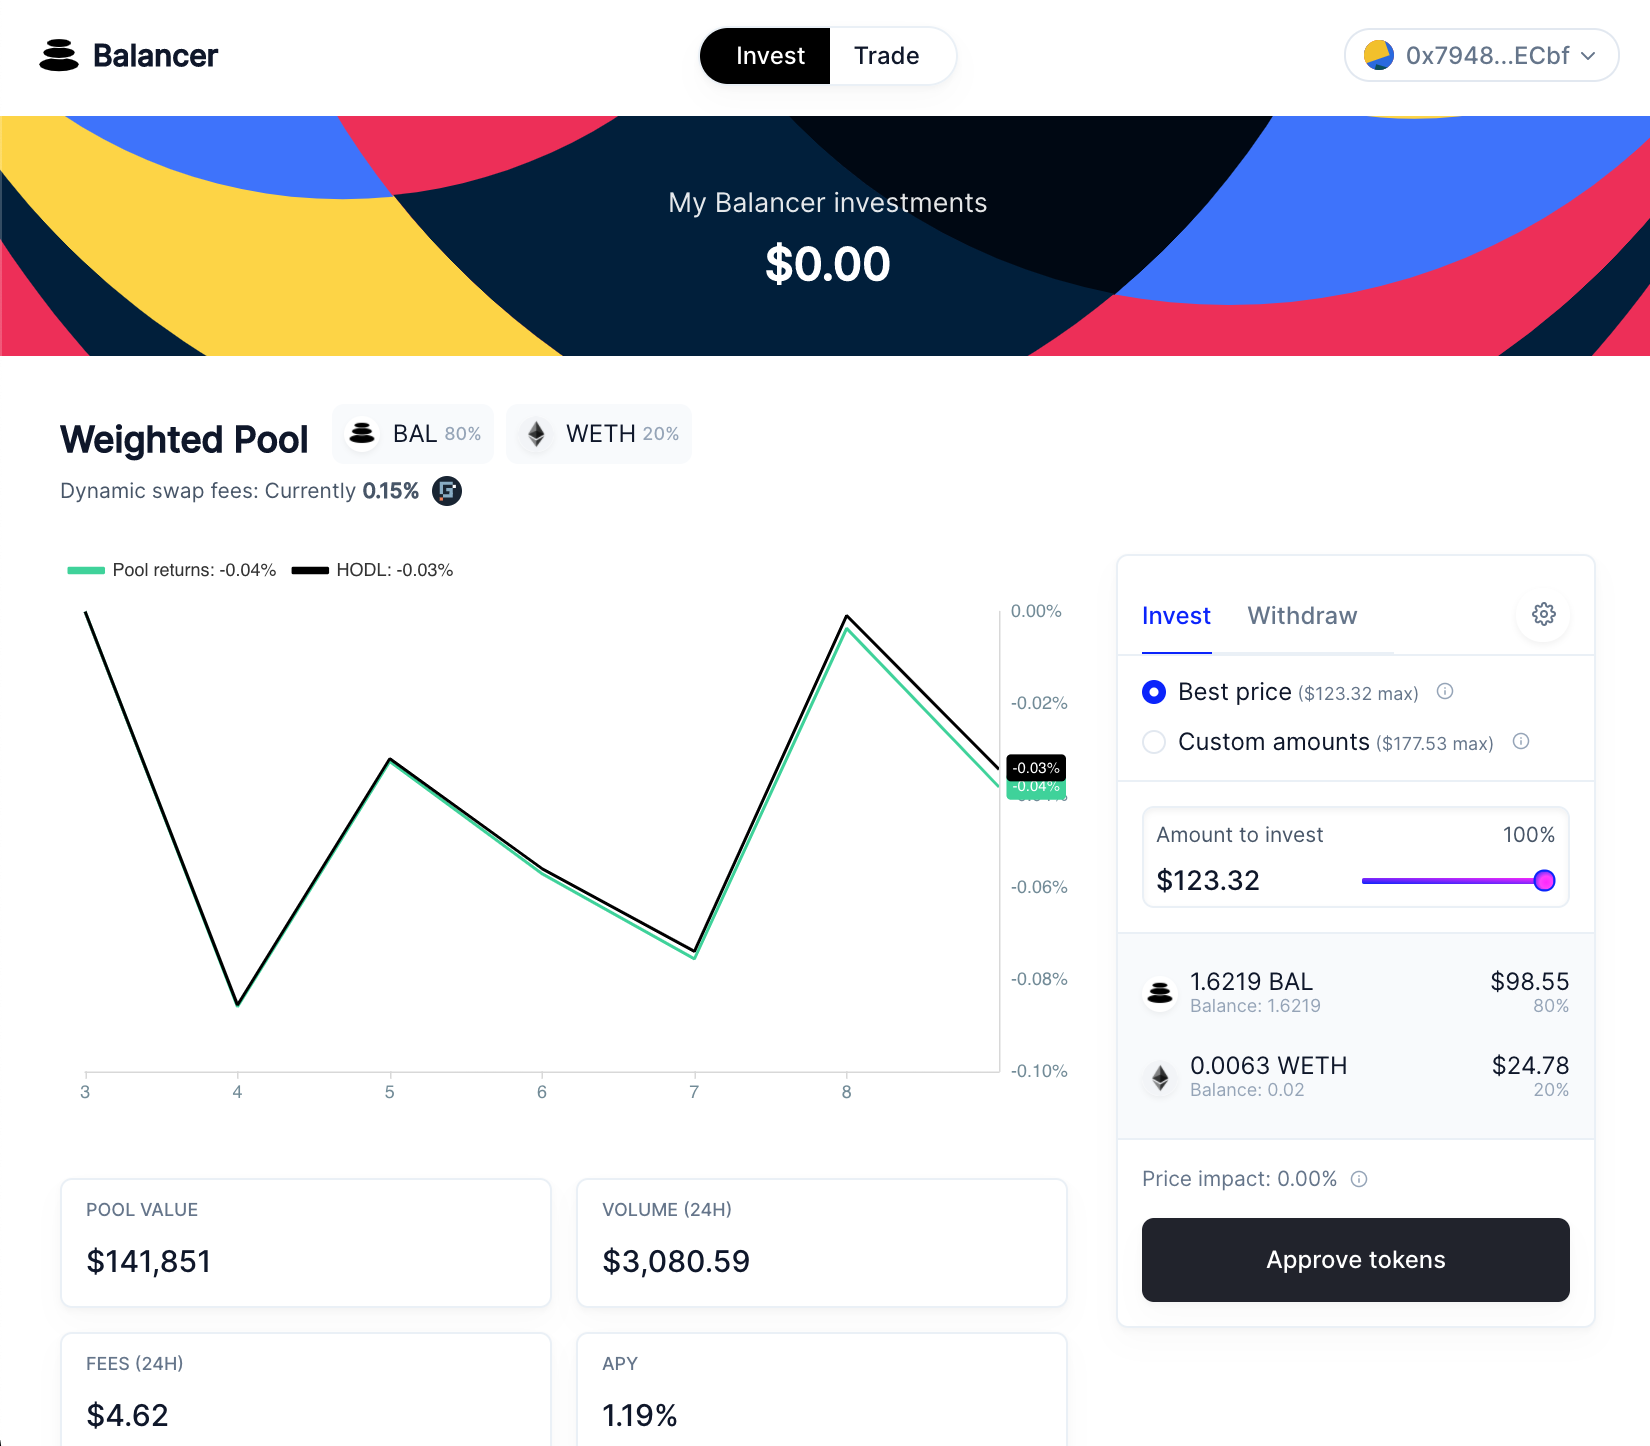 Balancer
Invest Trade
0x7948...ECbf
My Balancer investments
$0.00
Weighted Pool BAL 80% WETH 20%
Dynamic swap fees: Currently 0.15%
Pool returns: -0.04% HODL: -0.03%
0.00%
-0.02%
-0.03%
-0.04%
-0.06%
-0.08%
-0.10%
3 4 5 6 7 8
Invest Withdraw
Best price ($123.32 max)
Custom amounts ($177.53 max)
Amount to invest 100%
$123.32
1.6219 BAL $98.55
Balance: 1.6219 80%
0.0063 WETH $24.78
Balance: 0.02 20%
Price impact: 0.00%
Approve tokens
POOL VALUE
$141,851
VOLUME (24H)
$3,080.59
FEES (24H)
$4.62
APY
1.19%